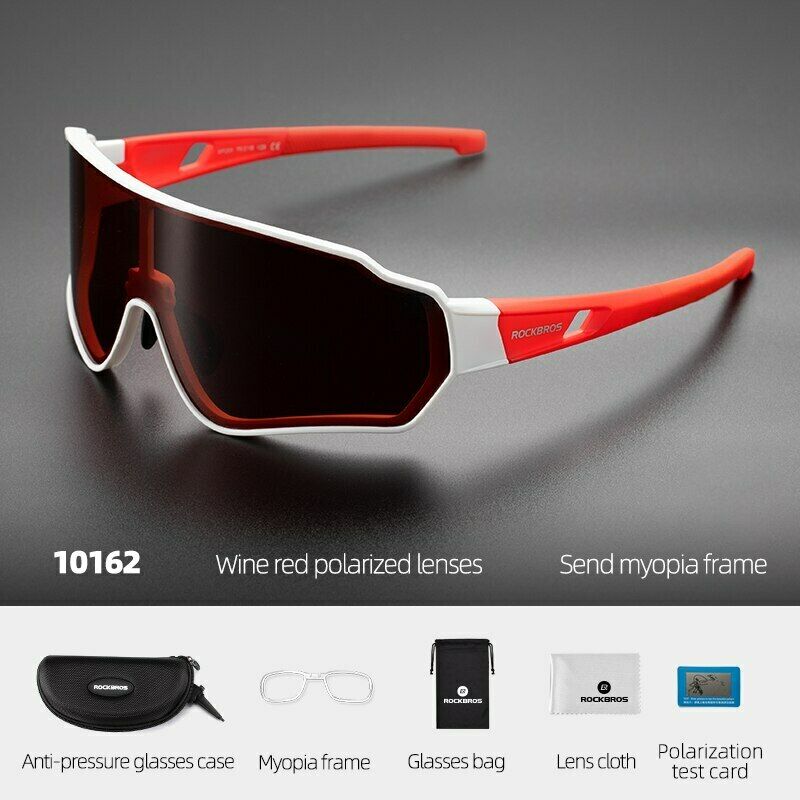 ROCKBROS
10162
Wine red polarized lenses
Send myopia frame
ROCKBROS
ROCKBROS
ROCKBROS
Anti-pressure glasses case
Myopia frame
Glasses bag
Lens cloth
Polarization
test card